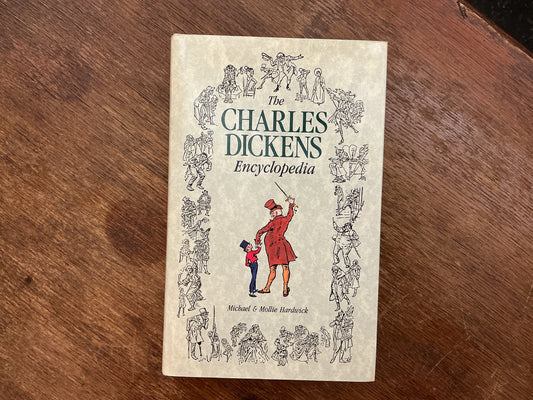 The
CHARLES
DICKENS
Encyclopedia
Michael & Mollie Hardwick